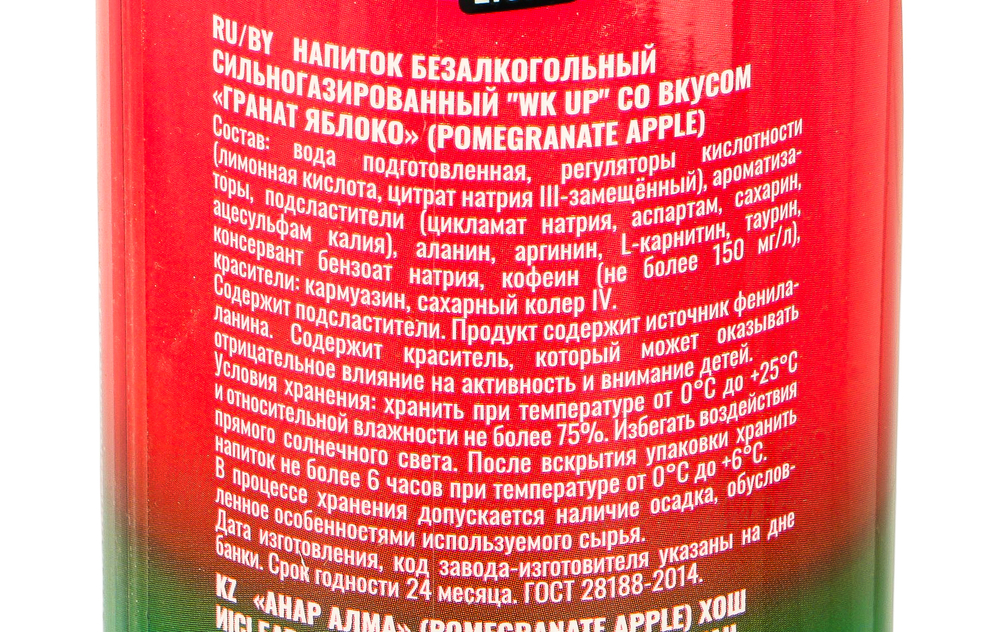 RU/BY НАПИТОК БЕЗАЛКОГОЛЬНЫЙ
СИЛЬНОГАЗИРОВАННЫЙ "WK UP" СО ВКУСОМ
«ГРАНАТ ЯБЛОКО» (POMEGRANATE APPLE)
Состав: вода подготовленная, регуляторы кислотности
(лимонная кислота, цитрат натрия III-замещённый), ароматиза-
торы, подсластители (цикламат натрия, аспартам, сахарин,
ацесульфам калия), аланин, аргинин, L-карнитин, таурин,
консервант бензоат натрия, кофеин (не более 150 мг/л),
красители: кармуазин, сахарный колер IV.
Содержит подсластители. Продукт содержит источник фенила-
ланина. Содержит краситель, который может оказывать
отрицательное влияние на активность и внимание детей.
Условия хранения: хранить при температуре от 0°С до +25°С
и относительной влажности не более 75%. Избегать воздействия
прямого солнечного света. После вскрытия упаковки хранить
напиток не более 6 часов при температуре от 0°С до +6°С.
В процессе хранения допускается наличие осадка, обуслов-
ленное особенностями используемого сырья.
Дата изготовления, код завода-изготовителя указаны на дне
банки. Срок годности 24 месяца. ГОСТ 28188-2014.
KZ «АНАР АЛМА» (POMEGRANATE APPLE) ХОШ